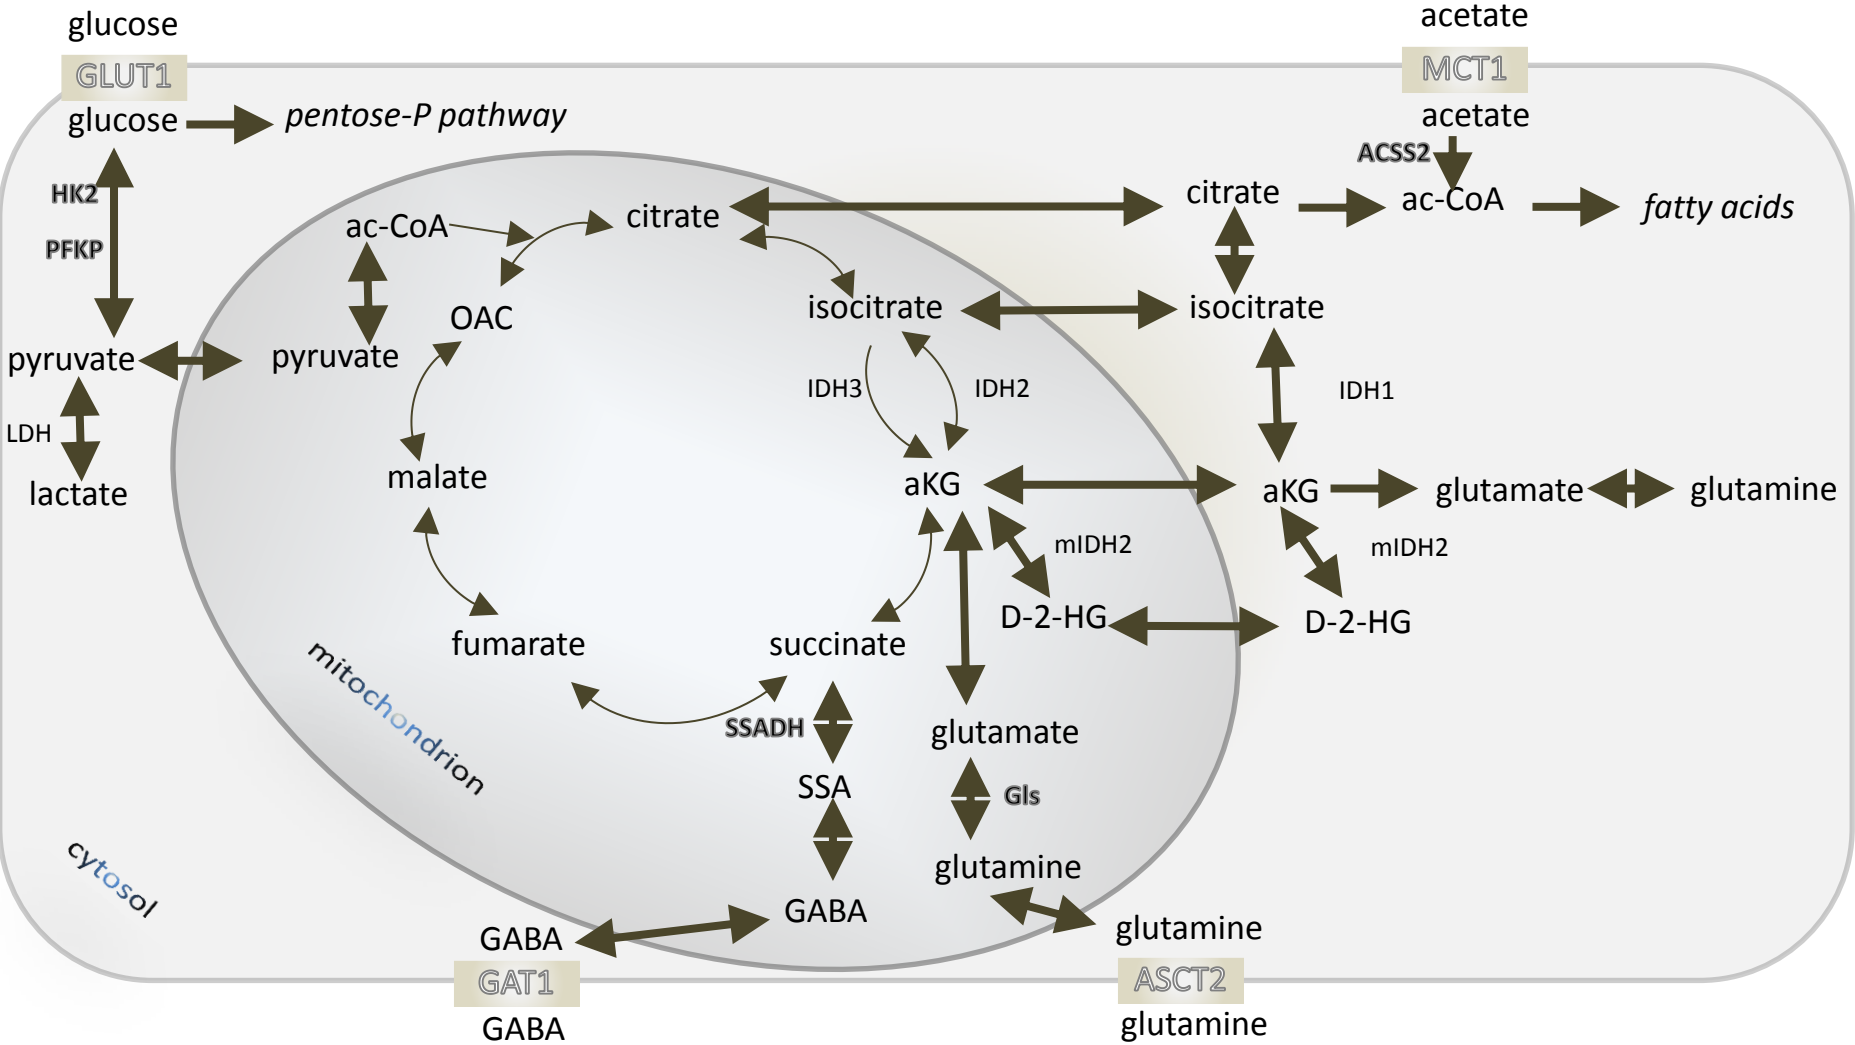 glucose
acetate
GLUT1
MCT1
glucose
pentose-P pathway
acetate
ACSS2
HK2
citrate
ac-CoA
fatty acids
ac-CoA
citrate
PFKP
OAC
isocitrate
isocitrate
pyruvate
pyruvate
IDH3
IDH2
IDH1
LDH
lactate
malate
aKG
aKG
glutamate
glutamine
mIDH2
mIDH2
D-2-HG
D-2-HG
fumarate
succinate
mitochondrion
SSADH
glutamate
SSA
Gls
glutamine
cytosol
GABA
GABA
glutamine
GAT1
ASCT2
GABA
glutamine